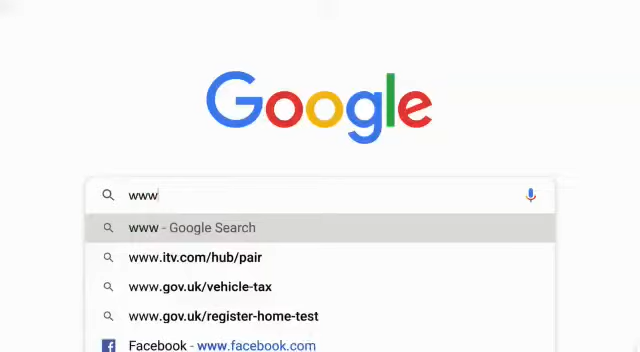 Google
www
www - Google Search
www.itv.com/hub/pair
www.gov.uk/vehicle-tax
www.gov.uk/register-home-test
Facebook - www.facebook.com